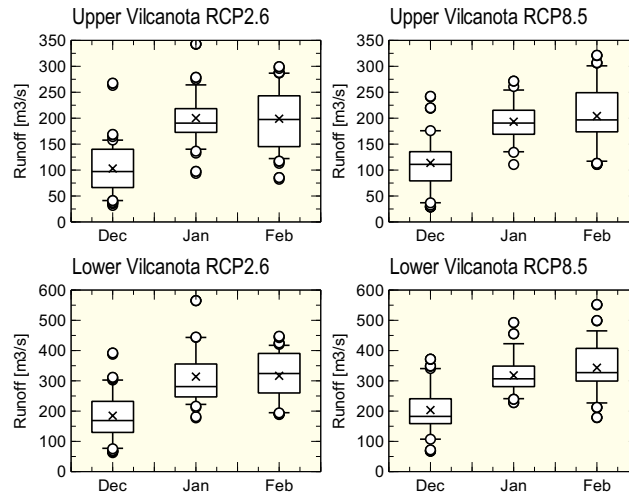 Upper Vilcanota RCP2.6
Runoff [m3/s]
350
300
250
200
150
100
50
0
Dec Jan Feb
Upper Vilcanota RCP8.5
Runoff [m3/s]
350
300
250
200
150
100
50
0
Dec Jan Feb
Lower Vilcanota RCP2.6
Runoff [m3/s]
600
500
400
300
200
100
0
Dec Jan Feb
Lower Vilcanota RCP8.5
Runoff [m3/s]
600
500
400
300
200
100
0
Dec Jan Feb